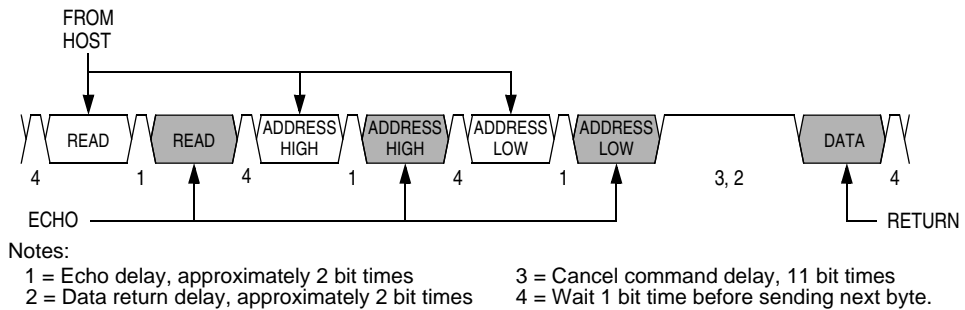 FROM
HOST
READ
READ
ADDRESS
HIGH
ADDRESS
HIGH
ADDRESS
LOW
ADDRESS
LOW
DATA
4 1 4 1 4 1 3, 2 4
ECHO
RETURN
Notes:
1 = Echo delay, approximately 2 bit times
2 = Data return delay, approximately 2 bit times
3 = Cancel command delay, 11 bit times
4 = Wait 1 bit time before sending next byte.